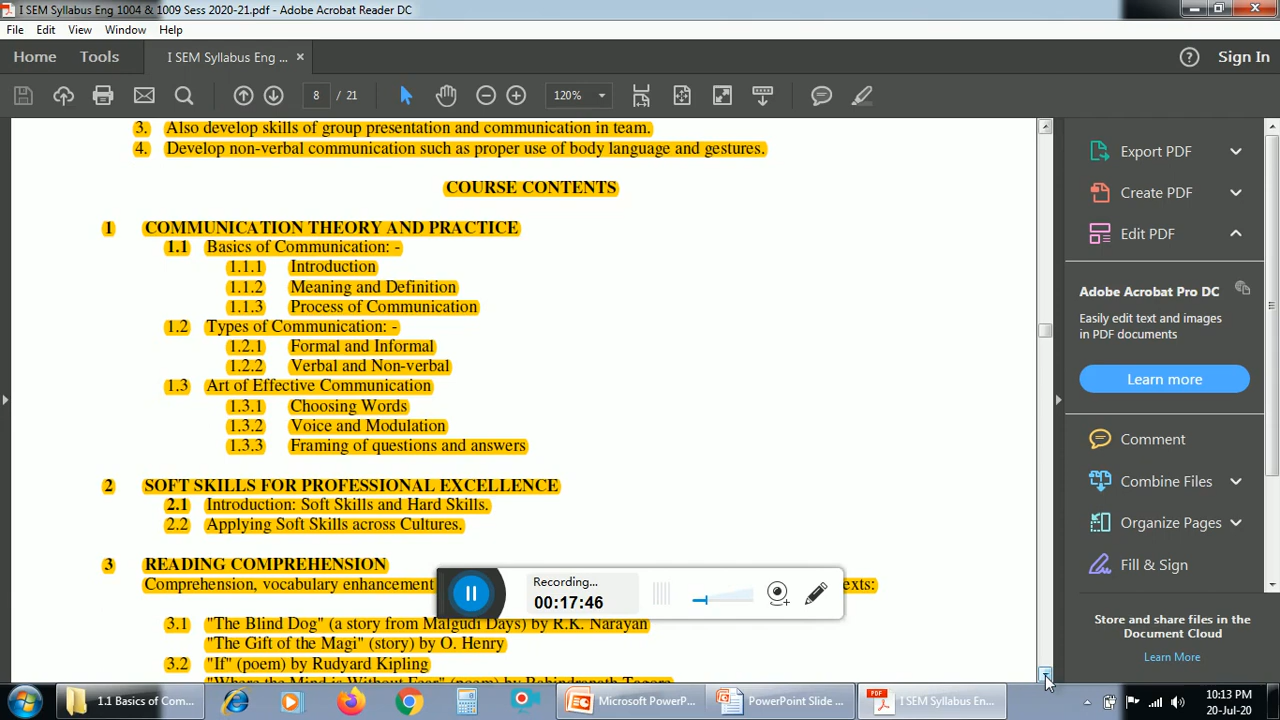 I SEM Syllabus Eng 1004 & 1009 Sess 2020-21.pdf - Adobe Acrobat Reader DC
File Edit View Window Help
Home Tools I SEM Syllabus Eng ... × Sign In
8 / 21 120%
3. Also develop skills of group presentation and communication in team.
4. Develop non-verbal communication such as proper use of body language and gestures.
COURSE CONTENTS
1 COMMUNICATION THEORY AND PRACTICE
1.1 Basics of Communication: -
1.1.1 Introduction
1.1.2 Meaning and Definition
1.1.3 Process of Communication
1.2 Types of Communication: -
1.2.1 Formal and Informal
1.2.2 Verbal and Non-verbal
1.3 Art of Effective Communication
1.3.1 Choosing Words
1.3.2 Voice and Modulation
1.3.3 Framing of questions and answers
2 SOFT SKILLS FOR PROFESSIONAL EXCELLENCE
2.1 Introduction: Soft Skills and Hard Skills.
2.2 Applying Soft Skills across Cultures.
3 READING COMPREHENSION
Comprehension, vocabulary enhancement
3.1 "The Blind Dog" (a story from Malgudi Days) by R.K. Narayan
"The Gift of the Magi" (story) by O. Henry
3.2 "If" (poem) by Rudyard Kipling
"Where the Mind is Without Fear" (poem) by Rabindranath Tagore
Recording...
00:17:46
Export PDF
Create PDF
Edit PDF
Adobe Acrobat Pro DC
Easily edit text and images
in PDF documents
Learn more
Comment
Combine Files
Organize Pages
Fill & Sign
Store and share files in the
Document Cloud
Learn More
1.1 Basics of Com...
Microsoft PowerP...
PowerPoint Slide ...
I SEM Syllabus En...
10:13 PM
20-Jul-20